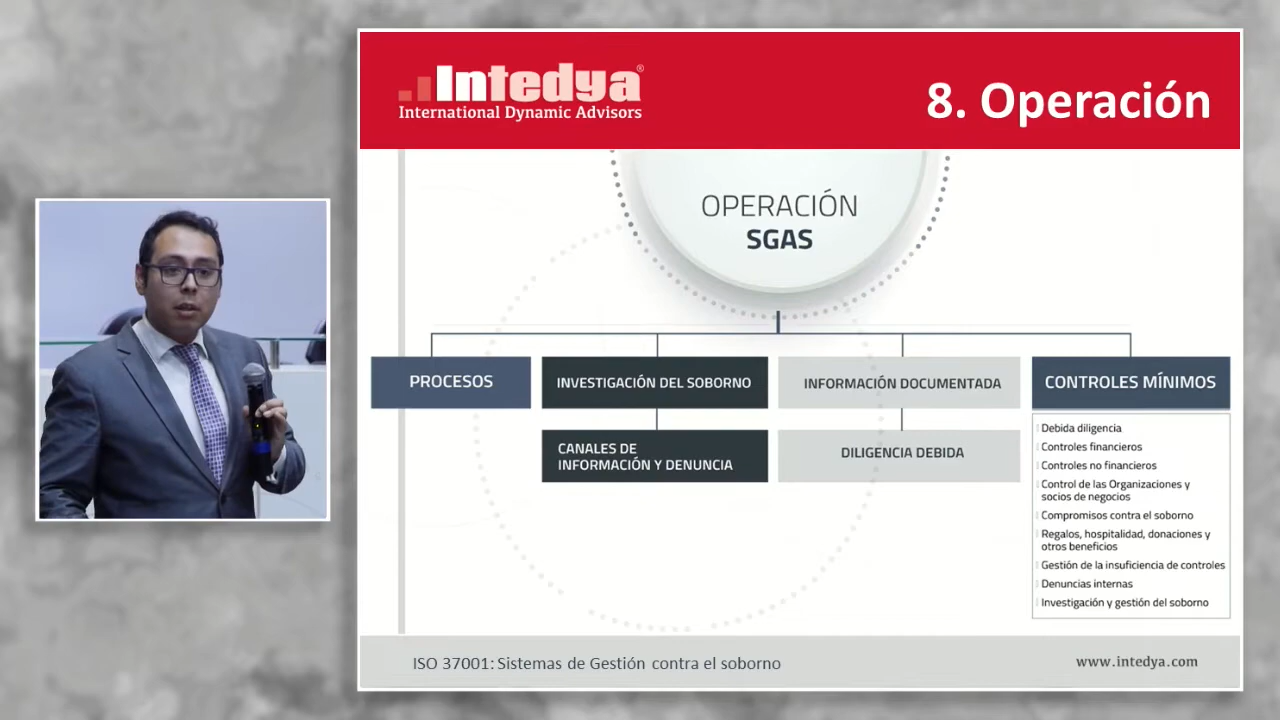 Intedya®
International Dynamic Advisors
8. Operación
OPERACIÓN
SGAS
PROCESOS
INVESTIGACIÓN DEL SOBORNO
CANALES DE
INFORMACIÓN Y DENUNCIA
INFORMACIÓN DOCUMENTADA
DILIGENCIA DEBIDA
CONTROLES MÍNIMOS
Debida diligencia
Controles financieros
Controles no financieros
Control de las Organizaciones y
socios de negocios
Compromisos contra el soborno
Regalos, hospitalidad, donaciones y
otros beneficios
Gestión de la insuficiencia de controles
Denuncias internas
Investigación y gestión del soborno
ISO 37001: Sistemas de Gestión contra el soborno
www.intedya.com